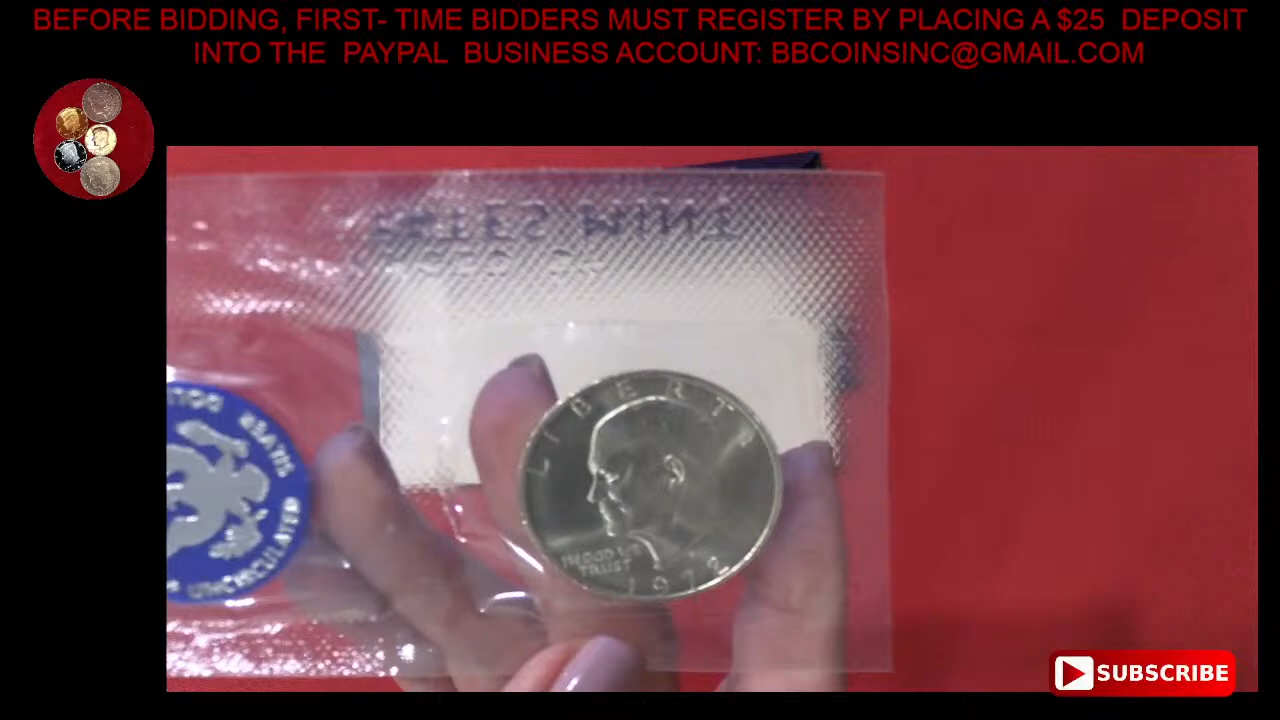 BEFORE BIDDING, FIRST- TIME BIDDERS MUST REGISTER BY PLACING A $25 DEPOSIT
INTO THE PAYPAL BUSINESS ACCOUNT: BBCOINSINC@GMAIL.COM
LIBERTY
IN GOD WE
TRUST
1972
UNCIRCULATED
SUBSCRIBE